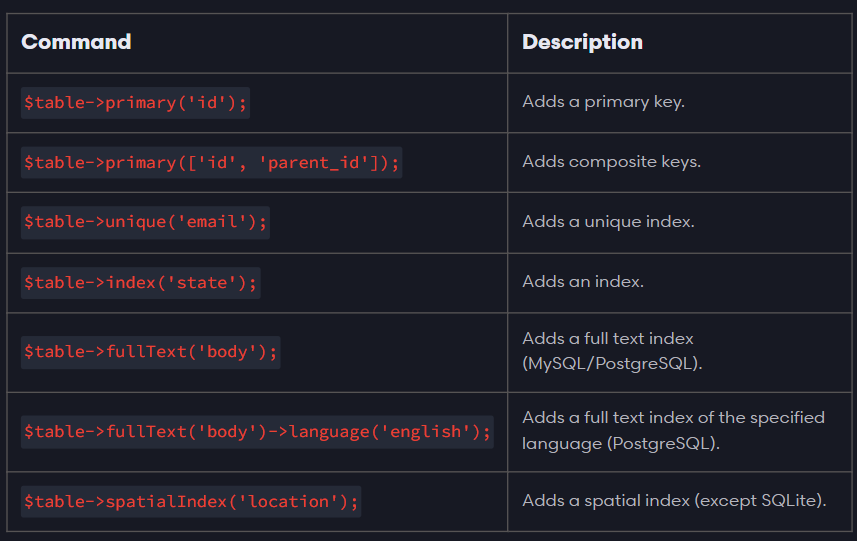 Command Description
$table->primary('id'); Adds a primary key.
$table->primary(['id', 'parent_id']); Adds composite keys.
$table->unique('email'); Adds a unique index.
$table->index('state'); Adds an index.
$table->fullText('body'); Adds a full text index
(MySQL/PostgreSQL).
$table->fullText('body')->language('english'); Adds a full text index of the specified
language (PostgreSQL).
$table->spatialIndex('location'); Adds a spatial index (except SQLite).